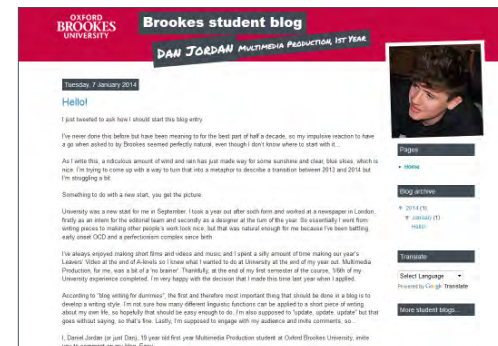 OXFORD
BROOKES
UNIVERSITY
Brookes student blog
DAN JORDAN MULTIMEDIA PRODUCTION, 1ST YEAR
Tuesday, 7 January 2014
Hello!
I just tweeted to ask how I should start this blog entry.
I've never done this before but have been meaning to for the best part of half a decade, so my impulsive reaction to have
a go when asked to by Brookes seemed perfectly natural, even though I don't know where to start with it...
As I write this, a ridiculous amount of wind and rain has just made way for some sunshine and clear, blue skies, which is
nice. I'm trying to come up with a way to turn that into a metaphor to describe a transition between 2013 and 2014 but
I'm struggling a bit.
Something to do with a new start, you get the picture.
University was a new start for me in September. I took a year out after sixth-form and worked at a newspaper in London,
firstly as an intern for the editorial team and secondly as a designer at the turn of the year. So essentially I went from
writing pieces to making other people's work look nice, but that was natural enough for me because I've been battling
early onset OCD and a perfectionism complex since birth.
I've always enjoyed making short films and videos and music and I spent a silly amount of time making our year's
Leavers' Video at the end of A-levels so I knew what I wanted to do at University at the end of my year out. Multimedia
Production, for me, was a bit of a 'no brainer'. Thankfully, at the end of my first semester of the course, 1/6th of my
University experience completed, I'm very happy with the decision that I made this time last year when I applied.
According to "blog writing for dummies", the first and therefore most important thing that should be done in a blog is to
develop a writing style. I'm not sure how many different linguistic functions can be applied to a short piece of writing
about my own life, so hopefully that should be easy enough to do. I'm also supposed to "update, update, update" but that
goes without saying, so that's fine. Lastly, I'm supposed to engage with my audience and invite comments, so...
I, Daniel Jordan (or just Dan), 19 year old first year Multimedia Production student at Oxford Brookes University, invite
you to comment on my blog. Easy.
Pages
Home
Blog archive
▼ 2014 (1)
▼ January (1)
Hello!
Translate
Select Language
Powered by Google Translate
More student blogs...